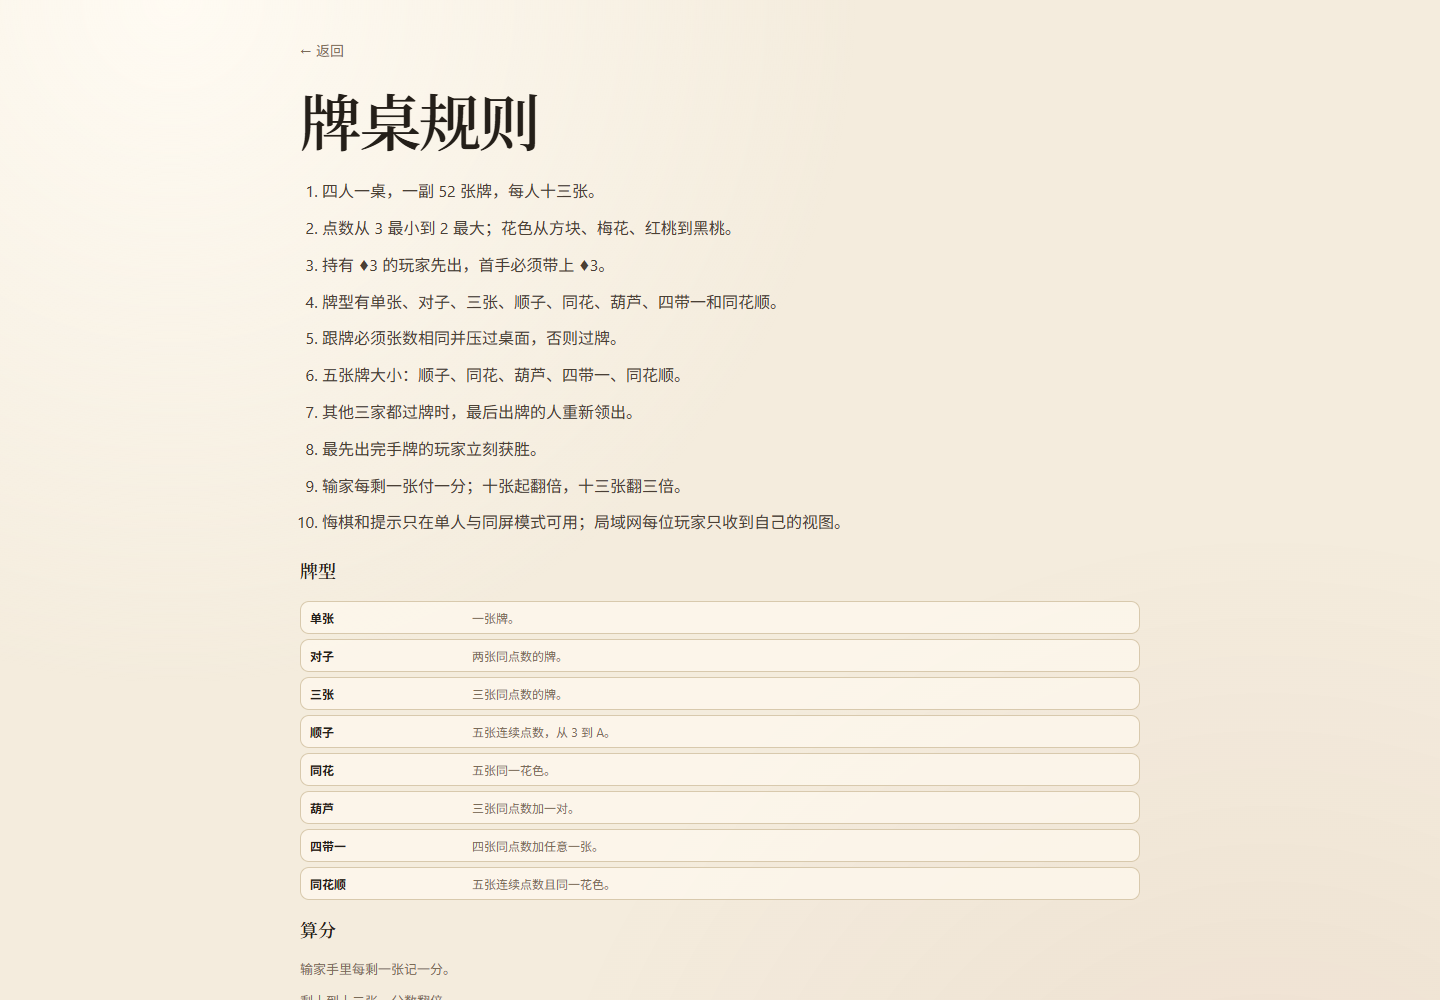 ← 返回
牌桌规则
1. 四人一桌，一副 52 张牌，每人十三张。
2. 点数从 3 最小到 2 最大；花色从方块、梅花、红桃到黑桃。
3. 持有 ♦3 的玩家先出，首手必须带上 ♦3。
4. 牌型有单张、对子、三张、顺子、同花、葫芦、四带一和同花顺。
5. 跟牌必须张数相同并压过桌面，否则过牌。
6. 五张牌大小：顺子、同花、葫芦、四带一、同花顺。
7. 其他三家都过牌时，最后出牌的人重新领出。
8. 最先出完手牌的玩家立刻获胜。
9. 输家每剩一张付一分；十张起翻倍，十三张翻三倍。
10. 悔棋和提示只在单人与同屏模式可用；局域网每位玩家只收到自己的视图。
牌型
单张 一张牌。
对子 两张同点数的牌。
三张 三张同点数的牌。
顺子 五张连续点数，从 3 到 A。
同花 五张同一花色。
葫芦 三张同点数加一对。
四带一 四张同点数加任意一张。
同花顺 五张连续点数且同一花色。
算分
输家手里每剩一张记一分。